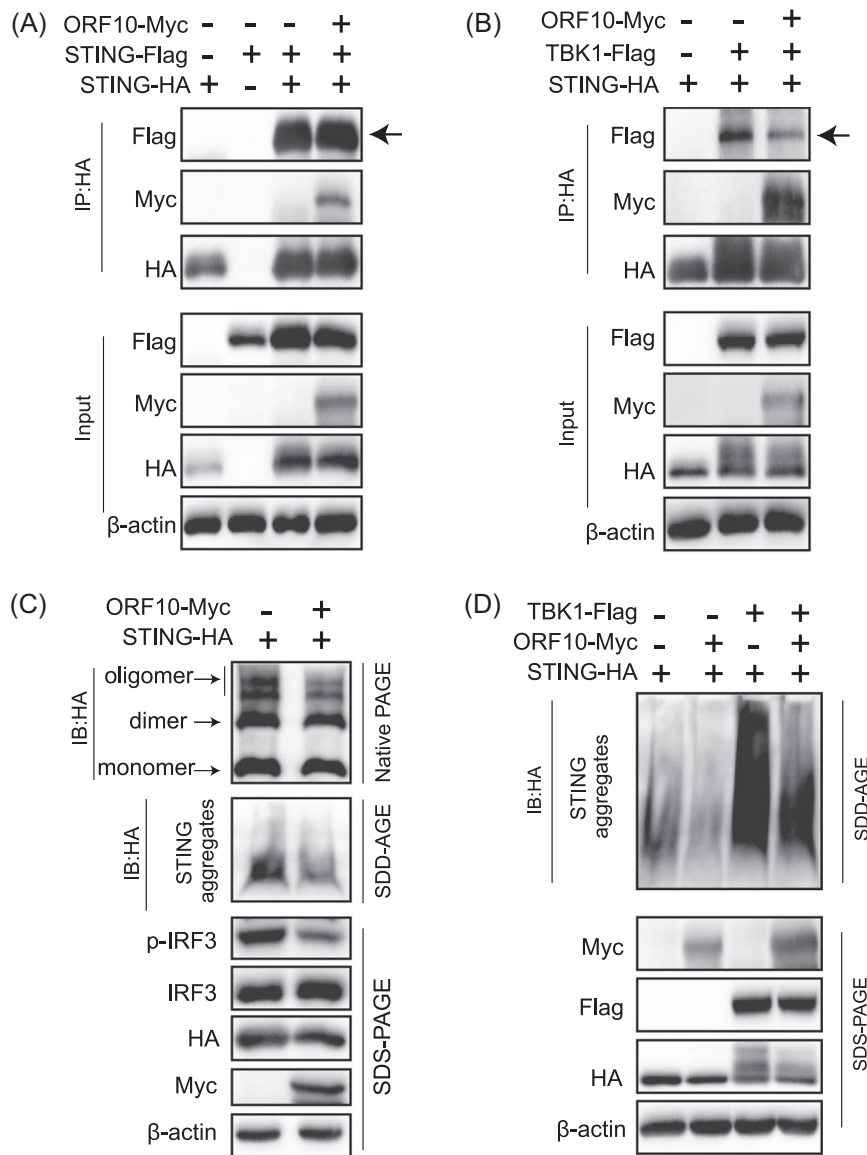 (A)
ORF10-Myc - - - +
STING-Flag - + + +
STING-HA + - + +
IP:HA
Flag
Myc
HA
Input
Flag
Myc
HA
β-actin
(B)
ORF10-Myc - - +
TBK1-Flag - + +
STING-HA + + +
IP:HA
Flag
Myc
HA
Input
Flag
Myc
HA
β-actin
(C)
ORF10-Myc - +
STING-HA + +
IB:HA
oligomer
dimer
monomer
Native PAGE
IB:HA
STING
aggregates
SDD-AGE
p-IRF3
IRF3
HA
Myc
β-actin
SDS-PAGE
(D)
TBK1-Flag - - + +
ORF10-Myc - + - +
STING-HA + + + +
IB:HA
STING
aggregates
SDD-AGE
Myc
Flag
HA
β-actin
SDS-PAGE